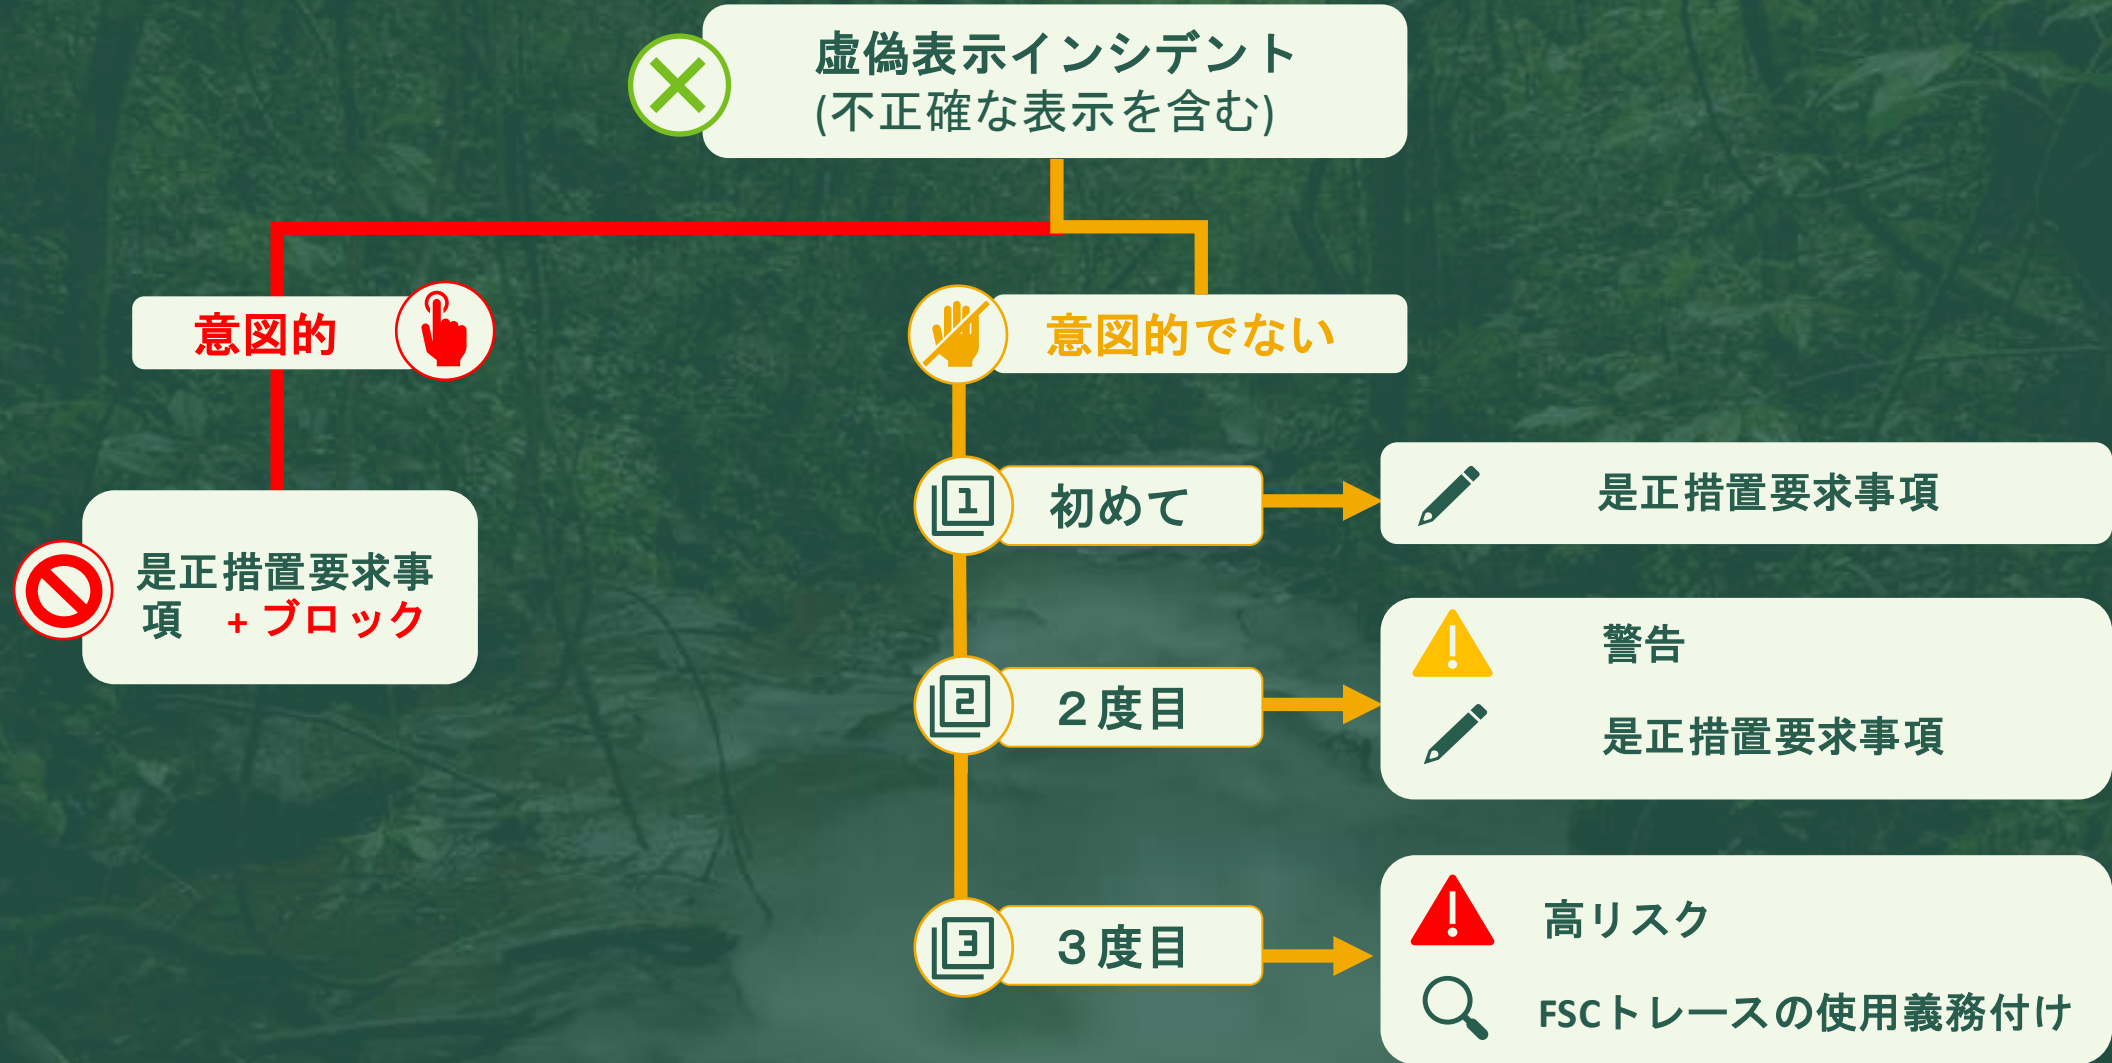 虚偽表示インシデント
(不正確な表示を含む)
意図的
意図的でない
是正措置要求事
項 + ブロック
1
初めて
是正措置要求事項
2
２度目
警告
是正措置要求事項
3
３度目
高リスク
FSCトレースの使用義務付け